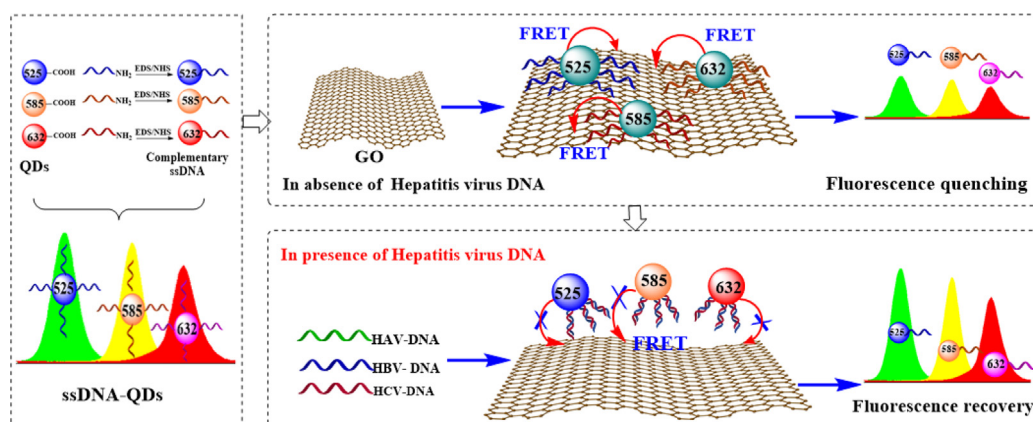 525 -COOH NH2 EDS/NHS 525
585 -COOH NH2 EDS/NHS 585
632 -COOH NH2 EDS/NHS 632
QDs
Complementary
ssDNA
525
585
632
ssDNA-QDs
GO
FRET
FRET
525
632
585
FRET
In absence of Hepatitis virus DNA
525
585
632
Fluorescence quenching
In presence of Hepatitis virus DNA
HAV-DNA
HBV- DNA
HCV-DNA
525
585
632
FRET
525
585
632
Fluorescence recovery